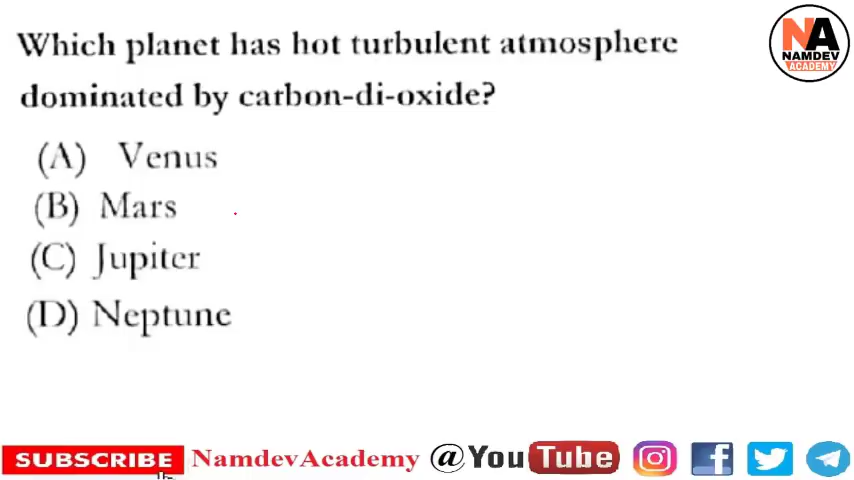 Which planet has hot turbulent atmosphere
dominated by carbon-di-oxide?
(A) Venus
(B) Mars
(C) Jupiter
(D) Neptune
NA
NAMDEV
ACADEMY
SUBSCRIBE NamdevAcademy @YouTube